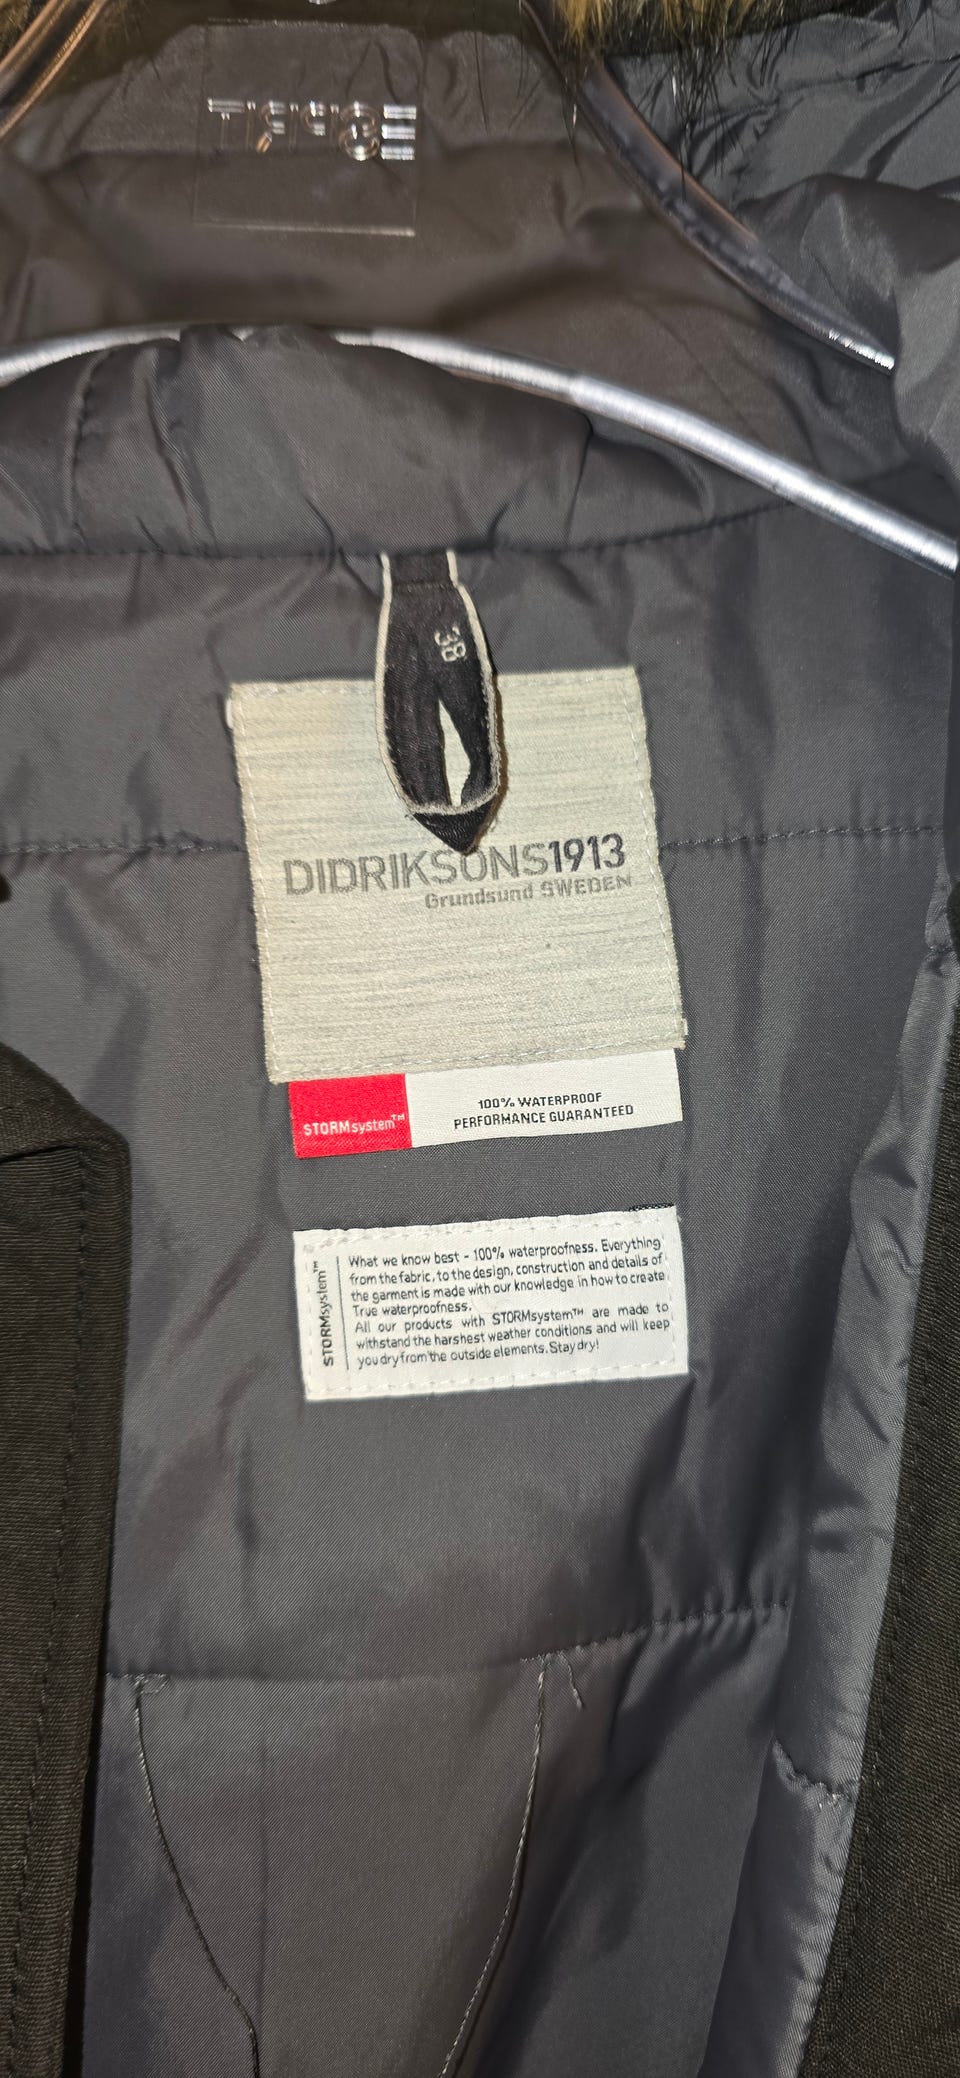 ESPRIT
38
DIDRIKSONS1913
Grundsund SWEDEN
STORMsystem™
100% WATERPROOF
PERFORMANCE GUARANTEED
STORMsystem™
What we know best - 100% waterproofness. Everything
from the fabric, to the design, construction and details of
the garment is made with our knowledge in how to create
True waterproofness.
All our products with STORMsystem™ are made to
withstand the harshest weather conditions and will keep
you dry from the outside elements. Stay dry!